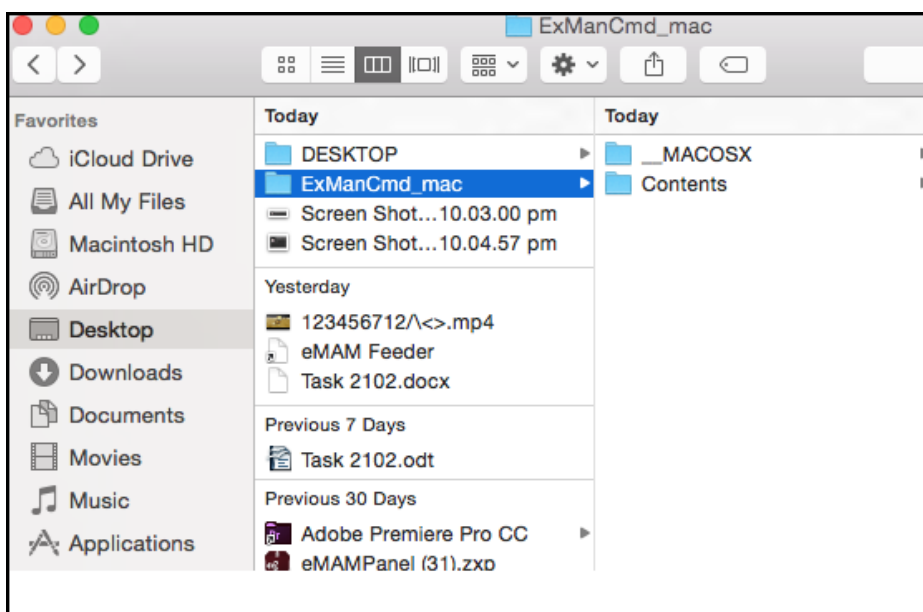 ExManCmd_mac
Favorites
iCloud Drive
All My Files
Macintosh HD
AirDrop
Desktop
Downloads
Documents
Movies
Music
Applications
Today
DESKTOP
ExManCmd_mac
Screen Shot...10.03.00 pm
Screen Shot...10.04.57 pm
Yesterday
123456712/\<>.mp4
eMAM Feeder
Task 2102.docx
Previous 7 Days
Task 2102.odt
Previous 30 Days
Adobe Premiere Pro CC
eMAMPanel (31).zxp
Today
__MACOSX
Contents